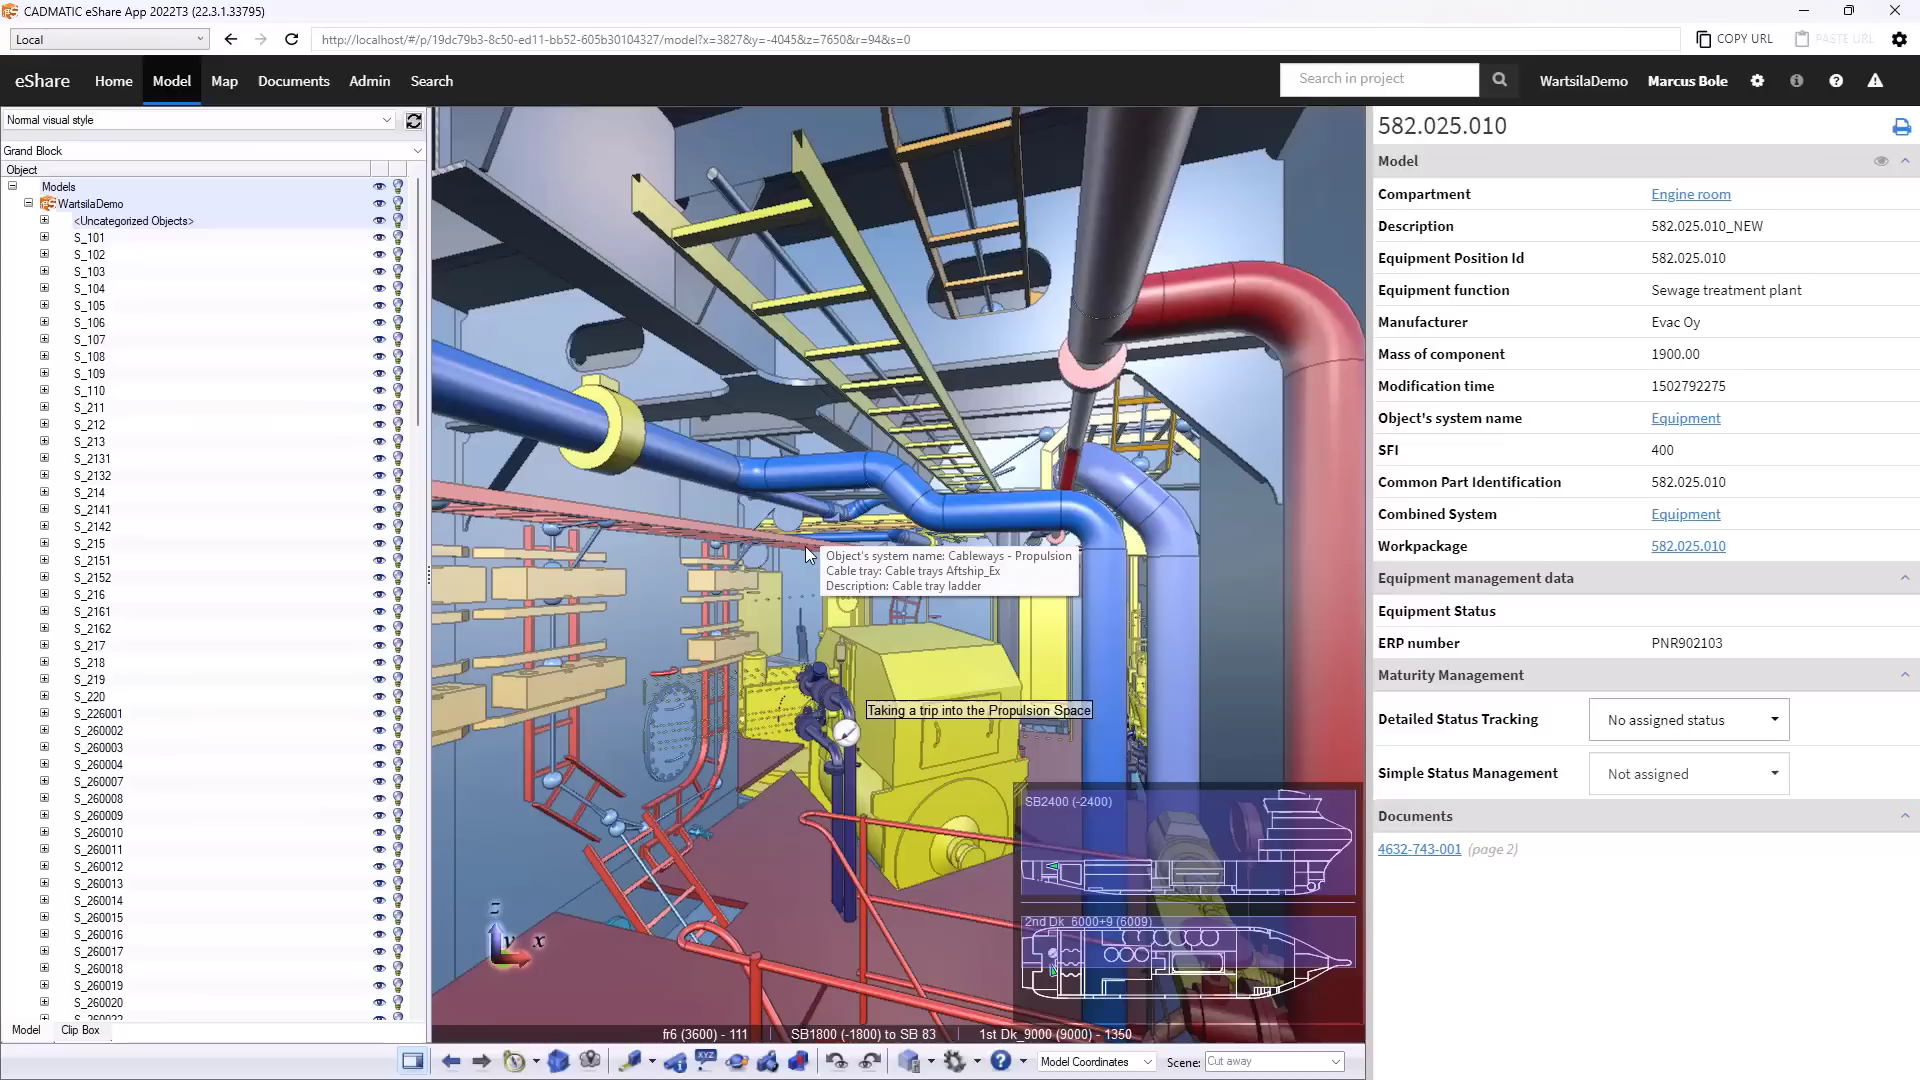 CADMATIC eShare App 2022T3 (22.3.1.33795)
Local
http://localhost/#/p/19dc79b3-8c50-ed11-bb52-605b30104327/model?x=3827&y=-4045&z=7650&r=94&s=0
COPY URL
PASTE URL
eShare
Home
Model
Map
Documents
Admin
Search
Search in project
WartsilaDemo
Marcus Bole
Normal visual style
Grand Block
Object
Models
WartsilaDemo
<Uncategorized Objects>
S_101
S_102
S_103
S_104
S_105
S_106
S_107
S_108
S_109
S_110
S_211
S_212
S_213
S_2131
S_2132
S_214
S_2141
S_2142
S_215
S_2151
S_2152
S_216
S_2161
S_2162
S_217
S_218
S_219
S_220
S_226001
S_260002
S_260003
S_260004
S_260007
S_260008
S_260009
S_260010
S_260011
S_260012
S_260013
S_260014
S_260015
S_260016
S_260017
S_260018
S_260019
S_260020
Model
Clip Box
Object's system name: Cableways - Propulsion
Cable tray: Cable trays Aftship_Ex
Description: Cable tray ladder
Taking a trip into the Propulsion Space
SB2400 (-2400)
2nd Dk_6000+9 (6009)
z
y
x
fr6 (3600) - 111
SB1800 (-1800) to SB 83
1st Dk_9000 (9000) - 1350
XYZ
Model Coordinates
Scene:
Cut away
582.025.010
Model
Compartment
Engine room
Description
582.025.010_NEW
Equipment Position Id
582.025.010
Equipment function
Sewage treatment plant
Manufacturer
Evac Oy
Mass of component
1900.00
Modification time
1502792275
Object's system name
Equipment
SFI
400
Common Part Identification
582.025.010
Combined System
Equipment
Workpackage
582.025.010
Equipment management data
Equipment Status
ERP number
PNR902103
Maturity Management
Detailed Status Tracking
No assigned status
Simple Status Management
Not assigned
Documents
4632-743-001 (page 2)